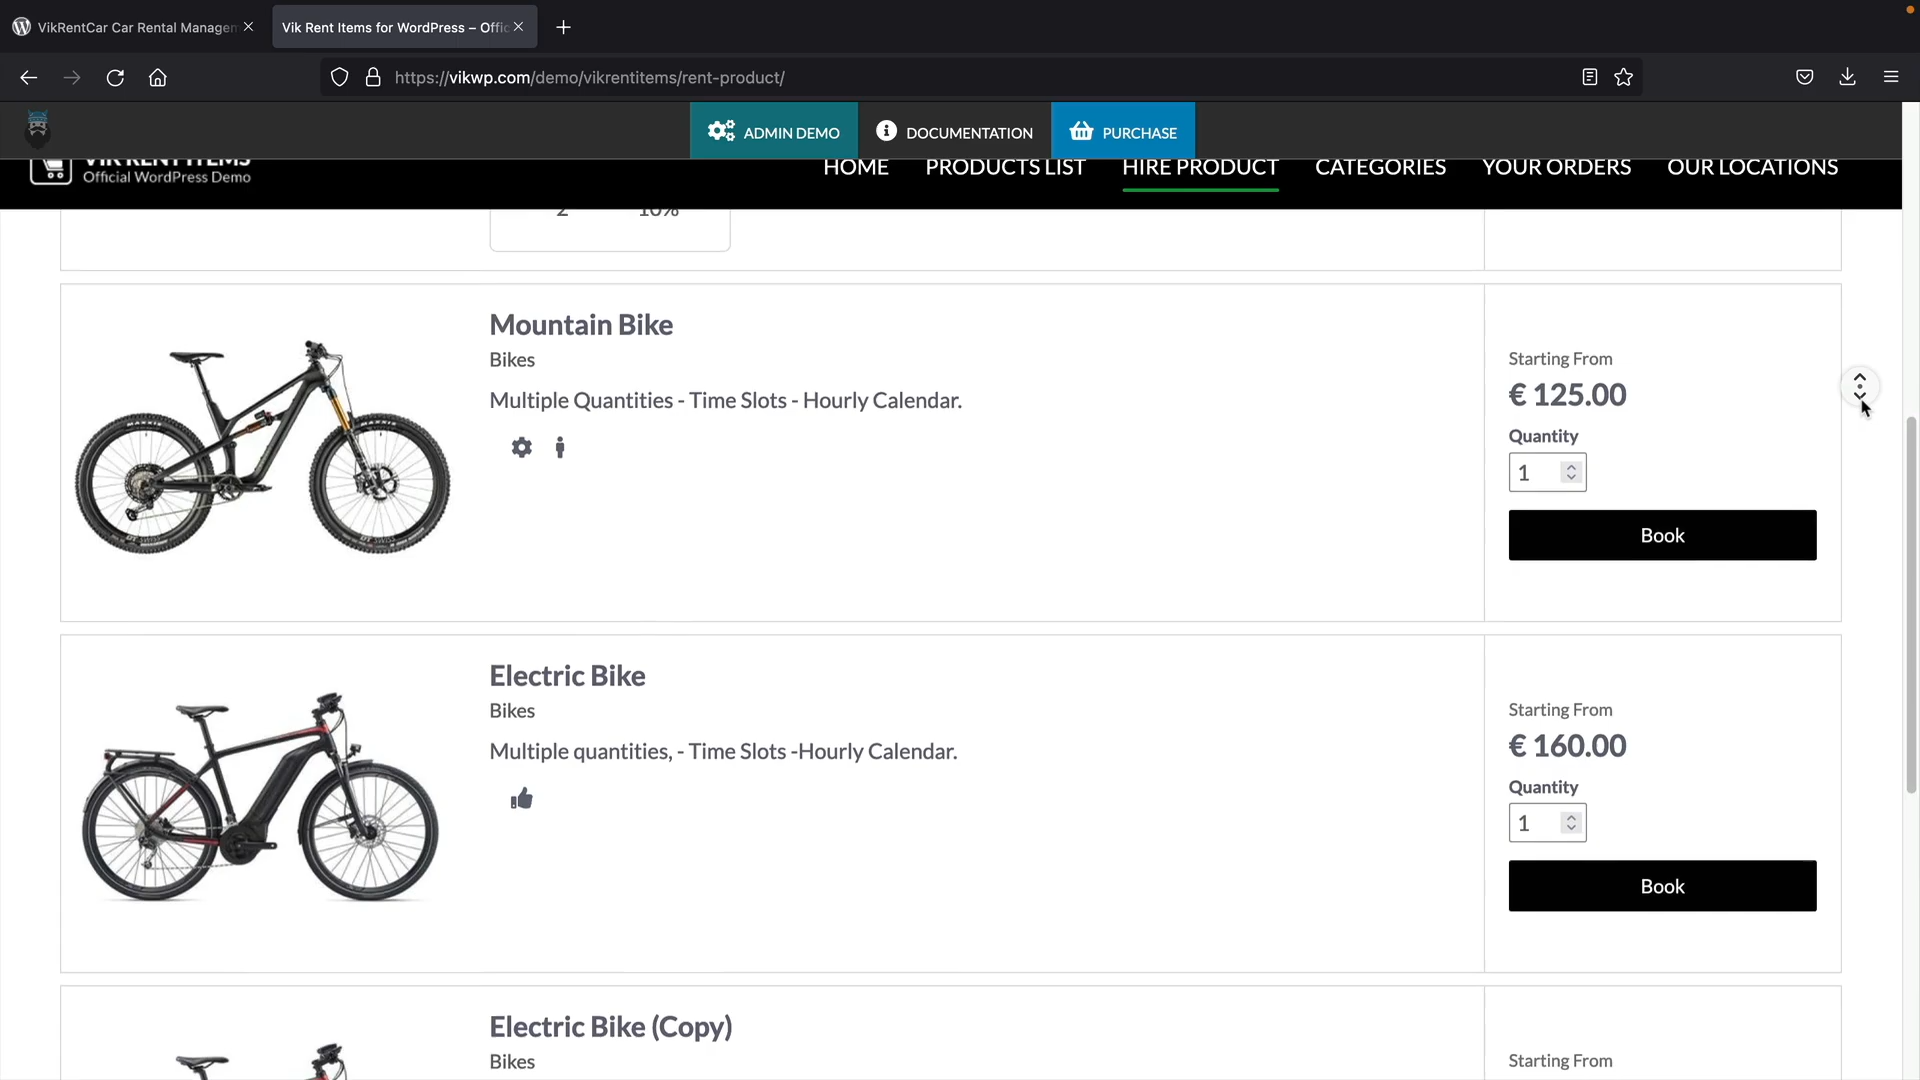 VikRentCar Car Rental Managem
Vik Rent Items for WordPress – Offic
https://vikwp.com/demo/vikrentitems/rent-product/
ADMIN DEMO
DOCUMENTATION
PURCHASE
VIK RENT ITEMS
Official WordPress Demo
HOME
PRODUCTS LIST
HIRE PRODUCT
CATEGORIES
YOUR ORDERS
OUR LOCATIONS
2 10%
Mountain Bike
Bikes
Multiple Quantities - Time Slots - Hourly Calendar.
Starting From
€ 125.00
Quantity
1
Book
Electric Bike
Bikes
Multiple quantities, - Time Slots -Hourly Calendar.
Starting From
€ 160.00
Quantity
1
Book
Electric Bike (Copy)
Bikes
Starting From